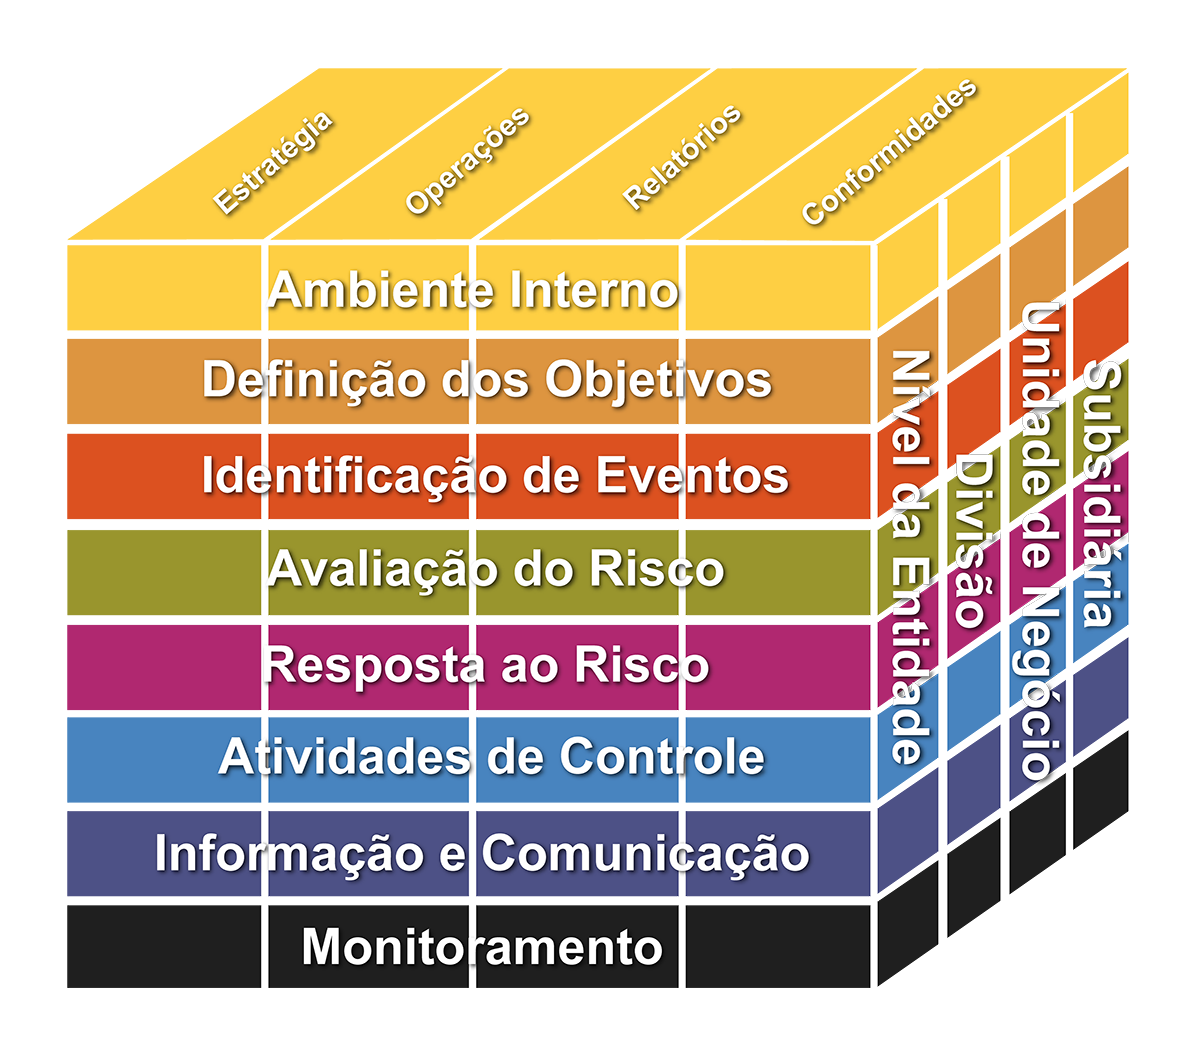 Estratégia
Operações
Relatórios
Conformidades
Ambiente Interno
Definição dos Objetivos
Identificação de Eventos
Avaliação do Risco
Resposta ao Risco
Atividades de Controle
Informação e Comunicação
Monitoramento
Nível da Entidade
Divisão
Unidade de Negócio
Subsidiária